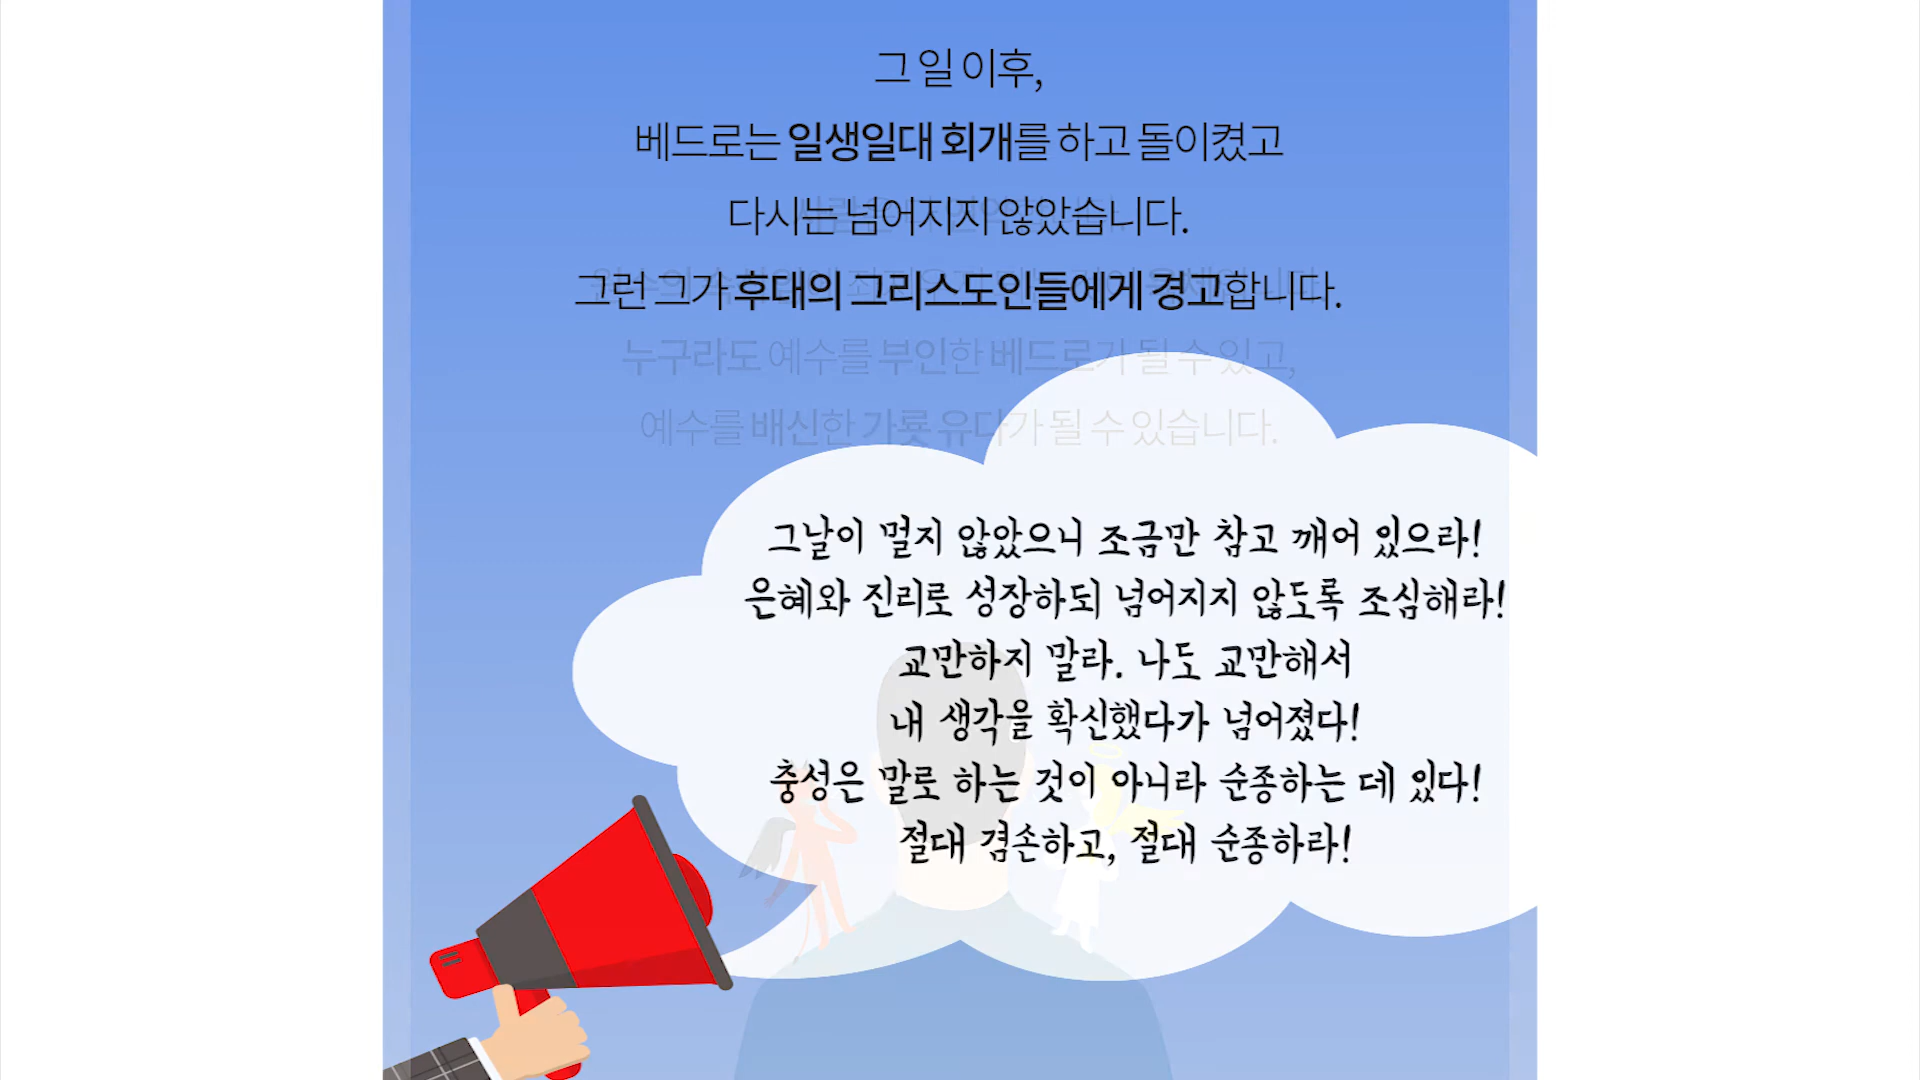 그 일 이후,
베드로는 일생일대 회개를 하고 돌이켰고
다시는 넘어지지 않았습니다.
그런 그가 후대의 그리스도인들에게 경고합니다.
누구라도 예수를 부인한 베드로가 될 수 있고,
예수를 배신한 가룟 유다가 될 수 있습니다.
그날이 멀지 않았으니 조금만 참고 깨어 있으라!
은혜와 진리로 성장하되 넘어지지 않도록 조심해라!
교만하지 말라. 나도 교만해서
내 생각을 확신했다가 넘어졌다!
충성은 말로 하는 것이 아니라 순종하는 데 있다!
절대 겸손하고, 절대 순종하라!